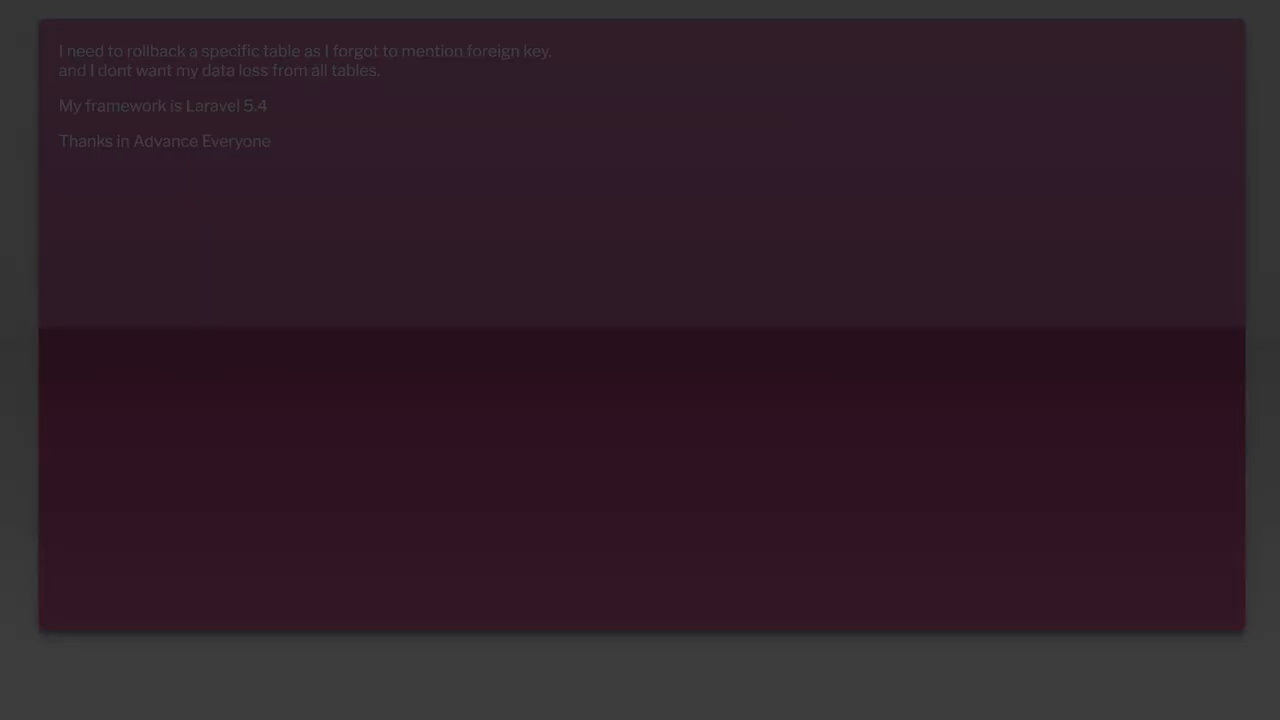 I need to rollback a specific table as I forgot to mention foreign key.
and I dont want my data loss from all tables.
My framework is Laravel 5.4
Thanks in Advance Everyone